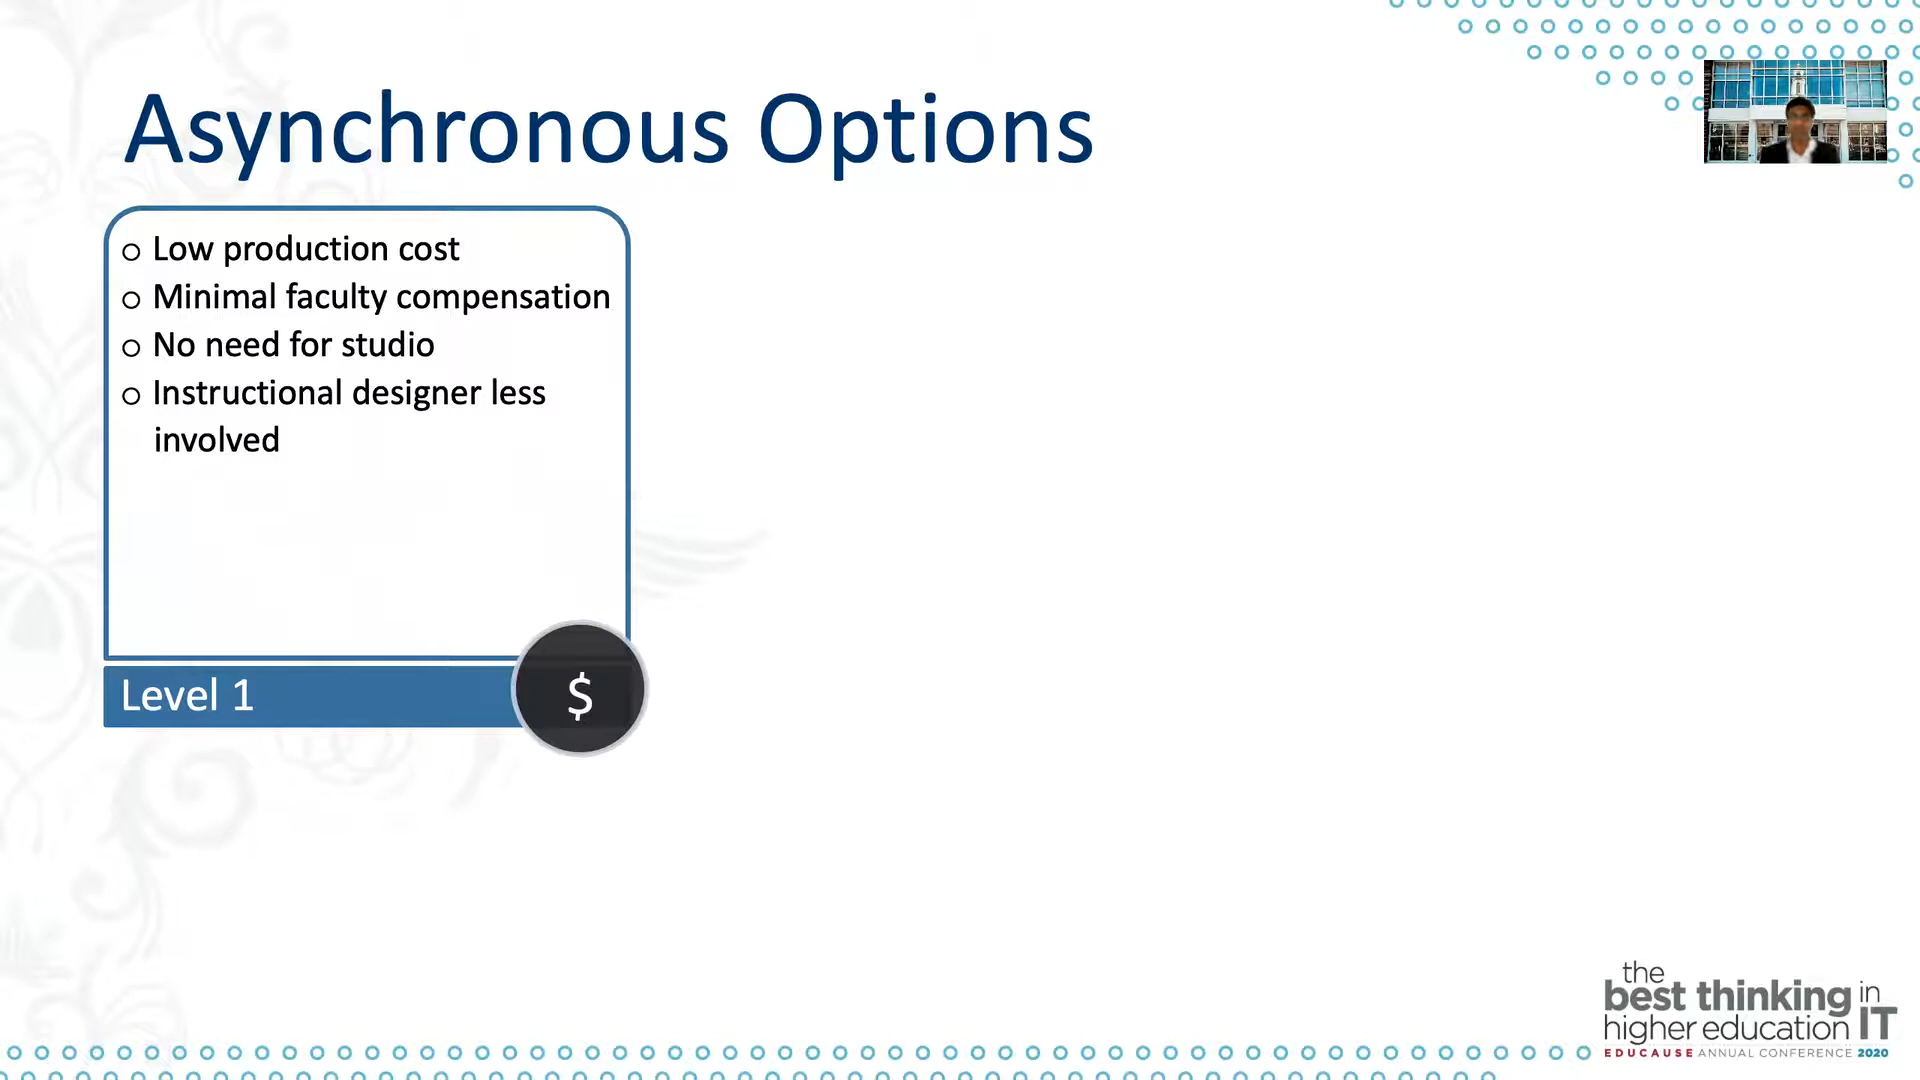 Asynchronous Options
Low production cost
Minimal faculty compensation
No need for studio
Instructional designer less
involved
Level 1
$
the
best thinking in
higher education IT
EDUCAUSE ANNUAL CONFERENCE 2020